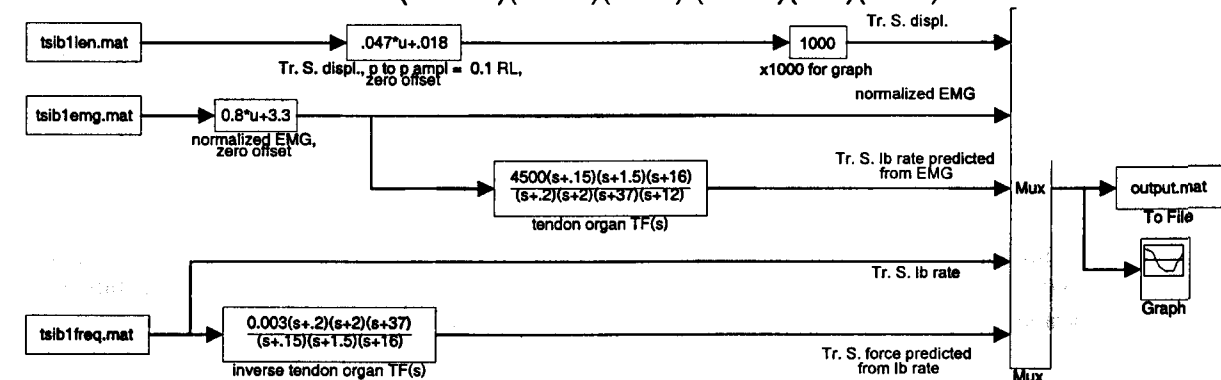 Tr. S. displ.
tsib1len.mat
.047*u+.018
1000
Tr. S. displ., p to p ampl = 0.1 RL,
zero offset
x1000 for graph
normalized EMG
tsib1emg.mat
0.8*u+3.3
normalized EMG,
zero offset
Tr. S. Ib rate predicted
from EMG
4500(s+.15)(s+1.5)(s+16)
(s+.2)(s+2)(s+37)(s+12)
tendon organ TF(s)
Mux
output.mat
To File
Tr. S. Ib rate
Graph
tsib1freq.mat
0.003(s+.2)(s+2)(s+37)
(s+.15)(s+1.5)(s+16)
inverse tendon organ TF(s)
Tr. S. force predicted
from Ib rate
Mux